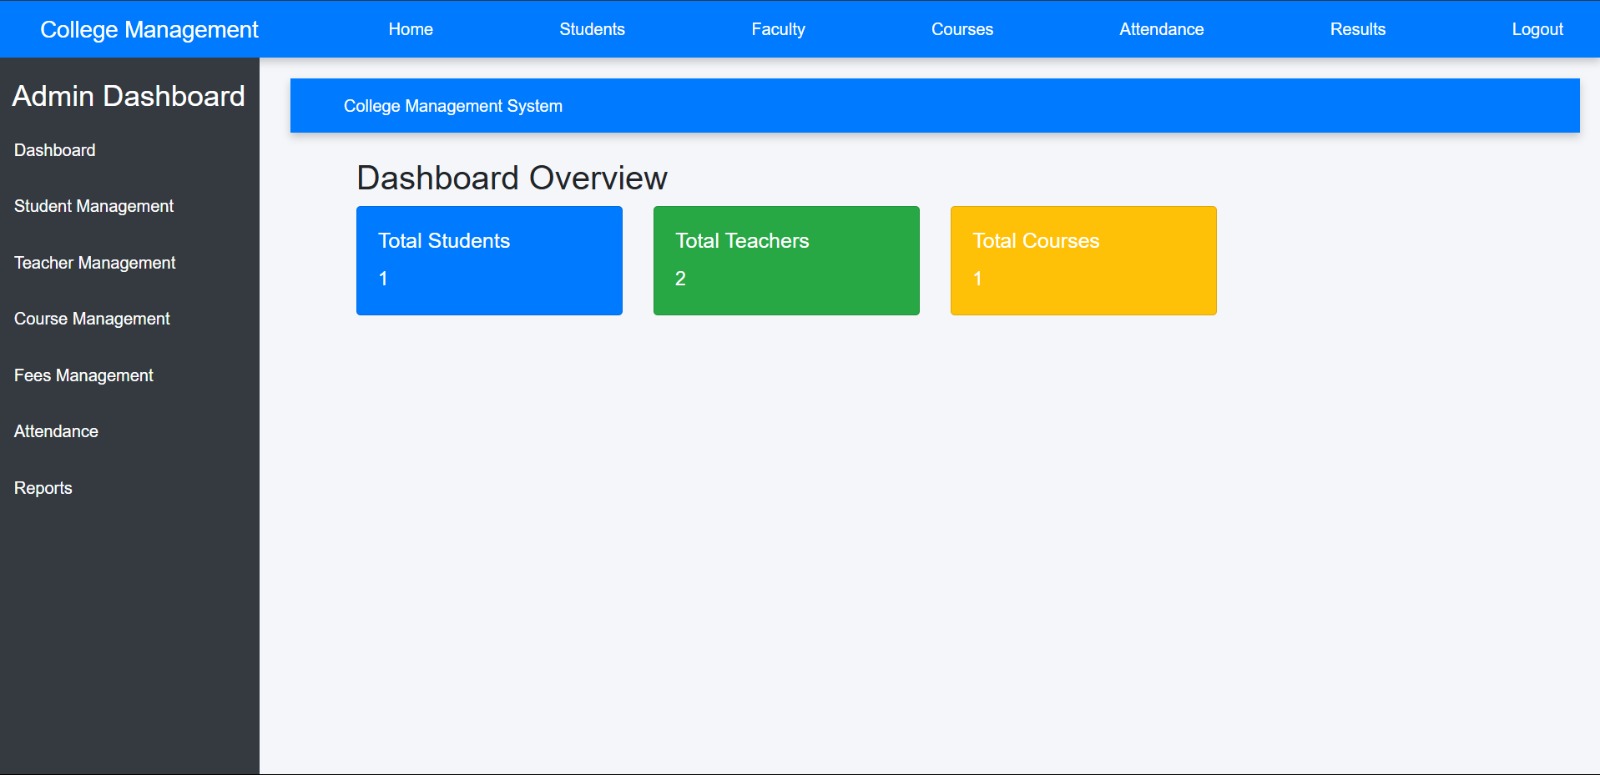 College Management Home Students Faculty Courses Attendance Results Logout
Admin Dashboard
Dashboard
Student Management
Teacher Management
Course Management
Fees Management
Attendance
Reports
College Management System
Dashboard Overview
Total Students
1
Total Teachers
2
Total Courses
1